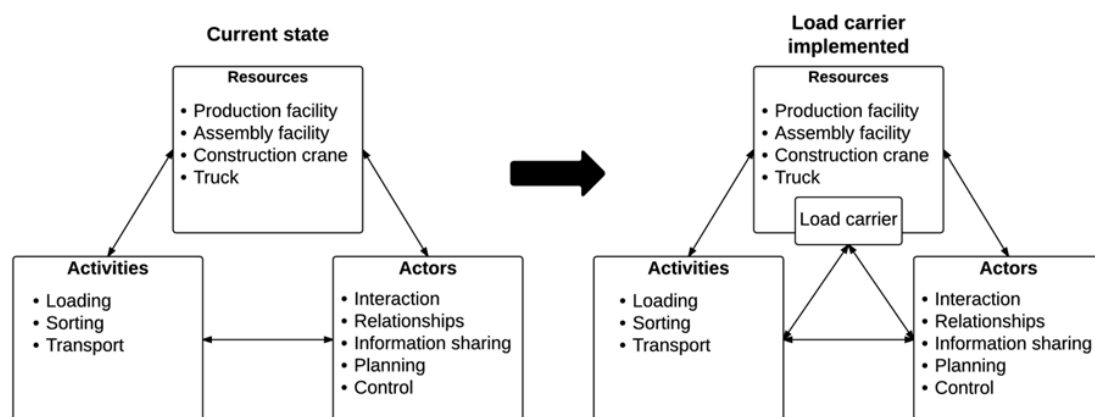 Current state
Resources
• Production facility
• Assembly facility
• Construction crane
• Truck
Activities
• Loading
• Sorting
• Transport
Actors
• Interaction
• Relationships
• Information sharing
• Planning
• Control
Load carrier
implemented
Resources
• Production facility
• Assembly facility
• Construction crane
• Truck
Load carrier
Activities
• Loading
• Sorting
• Transport
Actors
• Interaction
• Relationships
• Information sharing
• Planning
• Control